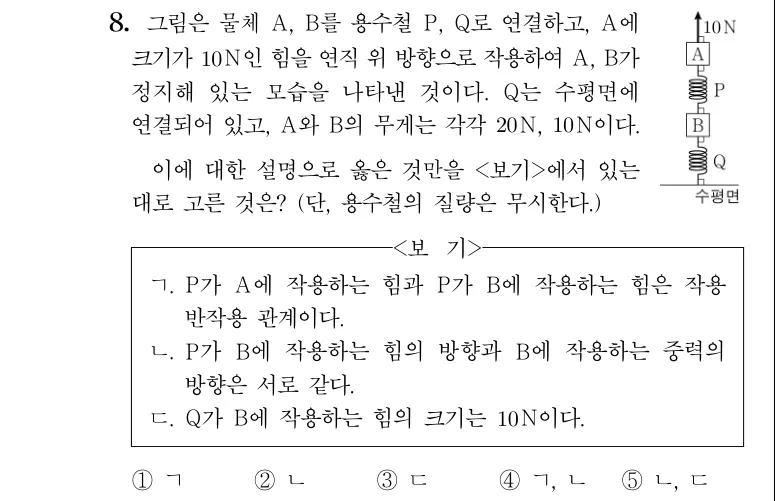 8. 그림은 물체 A, B를 용수철 P, Q로 연결하고, A에
크기가 10N인 힘을 연직 위 방향으로 작용하여 A, B가
정지해 있는 모습을 나타낸 것이다. Q는 수평면에
연결되어 있고, A와 B의 무게는 각각 20N, 10N이다.
이에 대한 설명으로 옳은 것만을 <보기>에서 있는
대로 고른 것은? (단, 용수철의 질량은 무시한다.)
10N
A
P
B
Q
수평면
<보 기>
ㄱ. P가 A에 작용하는 힘과 P가 B에 작용하는 힘은 작용
반작용 관계이다.
ㄴ. P가 B에 작용하는 힘의 방향과 B에 작용하는 중력의
방향은 서로 같다.
ㄷ. Q가 B에 작용하는 힘의 크기는 10N이다.
① ㄱ ② ㄴ ③ ㄷ ④ ㄱ, ㄴ ⑤ ㄴ, ㄷ